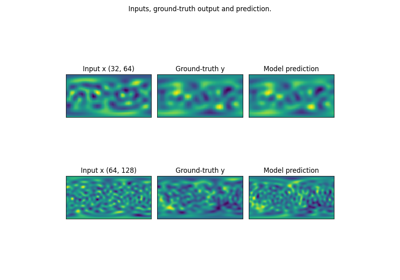 Inputs, ground-truth output and prediction.
Input x (32, 64) Ground-truth y Model prediction
Input x (64, 128) Ground-truth y Model prediction